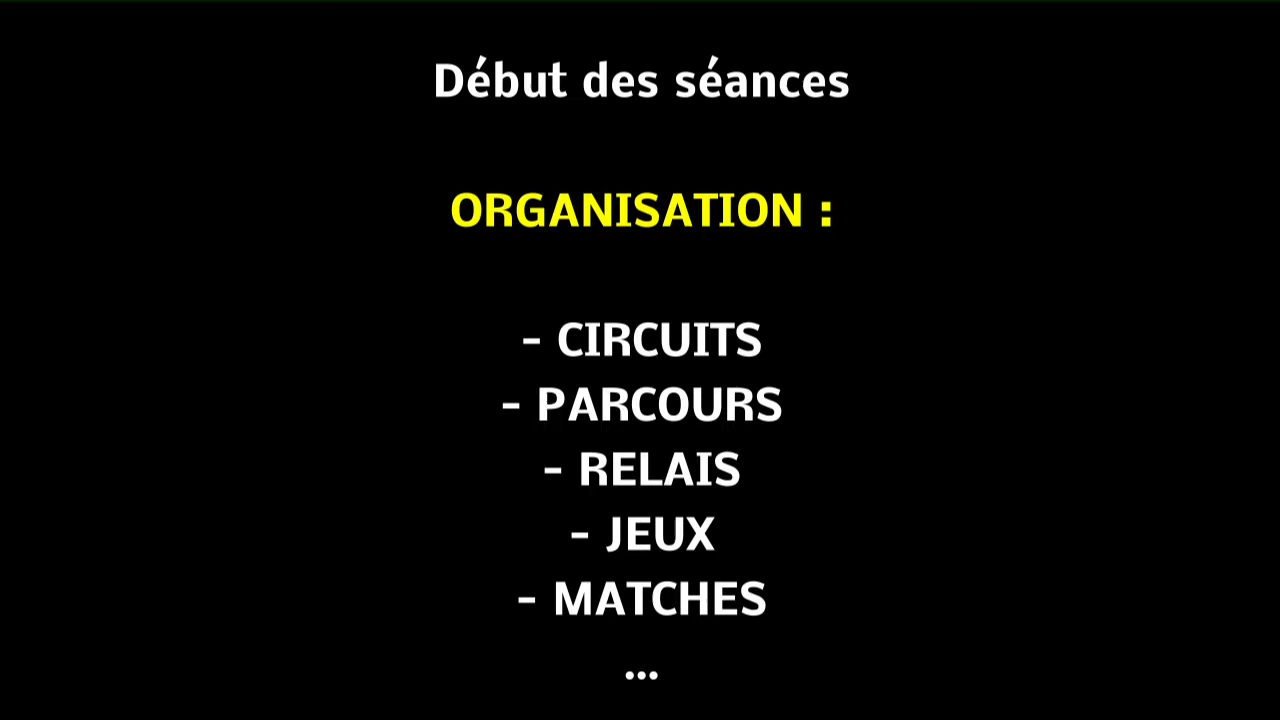 Début des séances
ORGANISATION :
- CIRCUITS
- PARCOURS
- RELAIS
- JEUX
- MATCHES
...